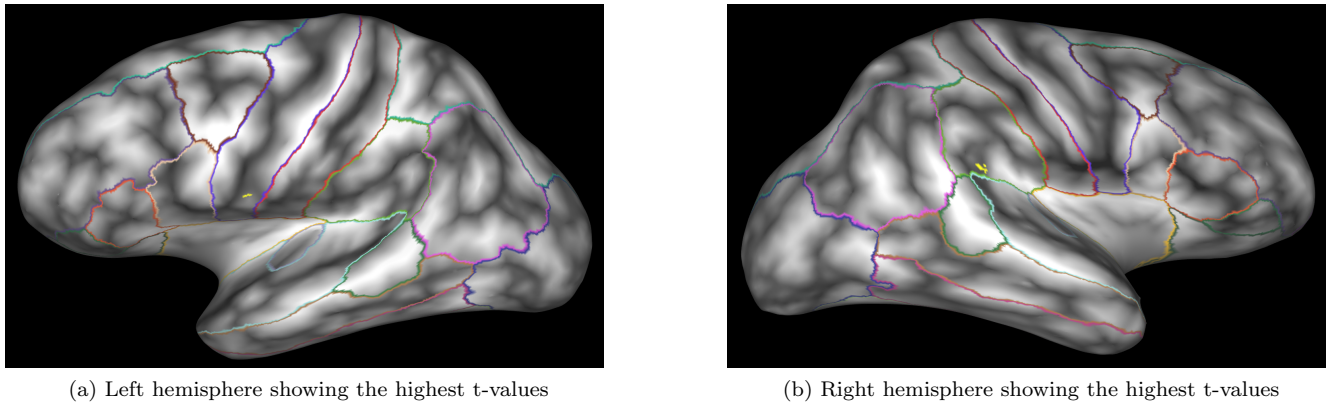 (a) Left hemisphere showing the highest t-values
(b) Right hemisphere showing the highest t-values